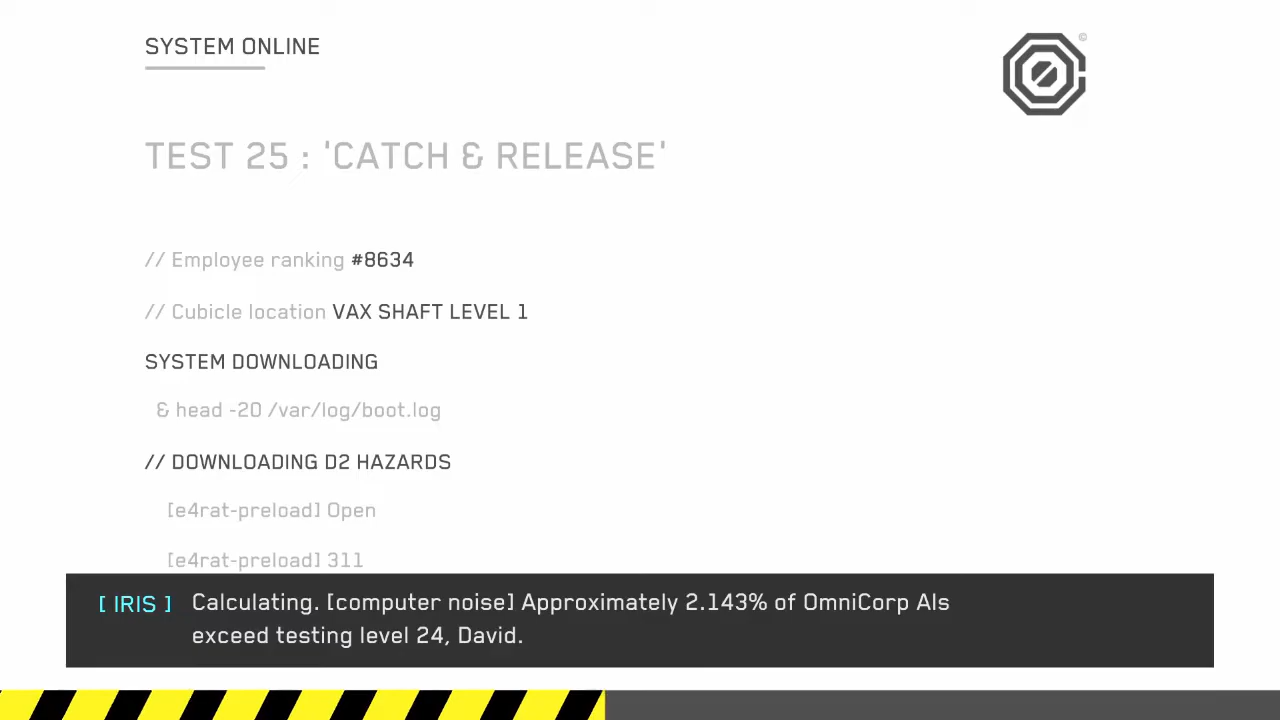 SYSTEM ONLINE
©
TEST 25 : 'CATCH & RELEASE'
// Employee ranking #8634
// Cubicle location VAX SHAFT LEVEL 1
SYSTEM DOWNLOADING
& head -20 /var/log/boot.log
// DOWNLOADING D2 HAZARDS
[e4rat-preload] Open
[e4rat-preload] 311
[ IRIS ] Calculating. [computer noise] Approximately 2.143% of OmniCorp AIs
exceed testing level 24, David.